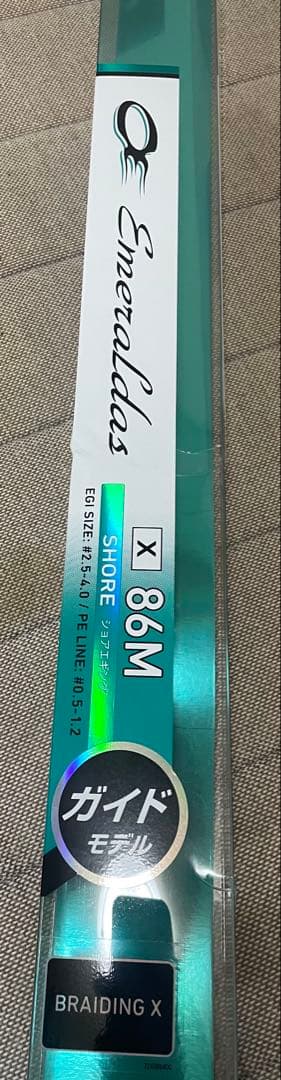 Emeraldas
X 86M
SHORE ショアエギング
EGI SIZE: #2.5-4.0 / PE LINE: #0.5-1.2
ガイド
モデル
BRAIDING X